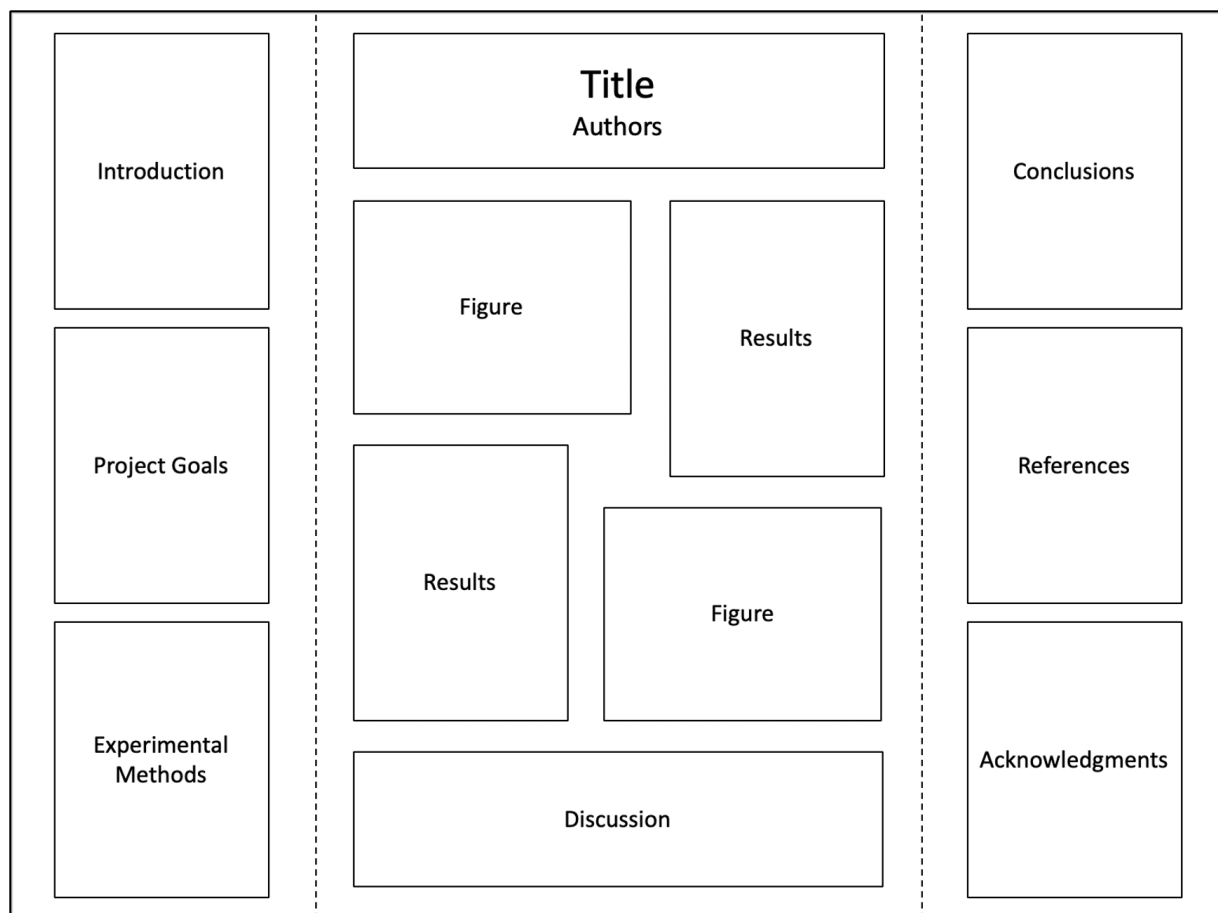 Introduction
Project Goals
Experimental
Methods
Title
Authors
Figure
Results
Results
Figure
Discussion
Conclusions
References
Acknowledgments